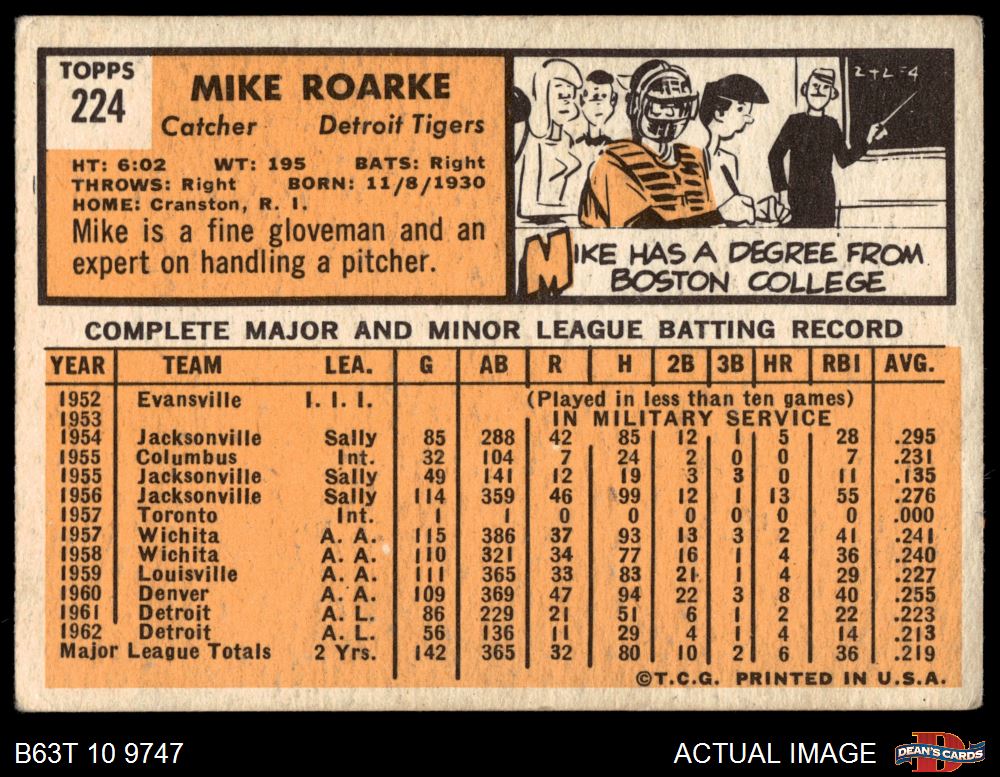 TOPPS
224
MIKE ROARKE
Catcher Detroit Tigers
HT: 6:02 WT: 195 BATS: Right
THROWS: Right BORN: 11/8/1930
HOME: Cranston, R. I.
Mike is a fine gloveman and an
expert on handling a pitcher.
2+2=4
MIKE HAS A DEGREE FROM
BOSTON COLLEGE
COMPLETE MAJOR AND MINOR LEAGUE BATTING RECORD
YEAR TEAM LEA. G AB R H 2B 3B HR RBI AVG.
1952 Evansville I. I. I. (Played in less than ten games)
1953 IN MILITARY SERVICE
1954 Jacksonville Sally 85 288 42 85 12 1 5 28 .295
1955 Columbus Int. 32 104 7 24 2 0 0 7 .231
1955 Jacksonville Sally 49 141 12 19 3 3 0 11 .135
1956 Jacksonville Sally 114 359 46 99 12 1 13 55 .276
1957 Toronto Int. 1 1 0 0 0 0 0 0 .000
1957 Wichita A. A. 115 386 37 93 13 3 2 41 .241
1958 Wichita A. A. 110 321 34 77 16 1 4 36 .240
1959 Louisville A. A. 111 365 33 83 21 1 4 29 .227
1960 Denver A. A. 109 369 47 94 22 3 8 40 .255
1961 Detroit A. L. 86 229 21 51 6 1 2 22 .223
1962 Detroit A. L. 56 136 11 29 4 1 4 14 .213
Major League Totals 2 Yrs. 142 365 32 80 10 2 6 36 .219
©T.C.G. PRINTED IN U.S.A.
B63T 10 9747 ACTUAL IMAGE DEAN'S CARDS